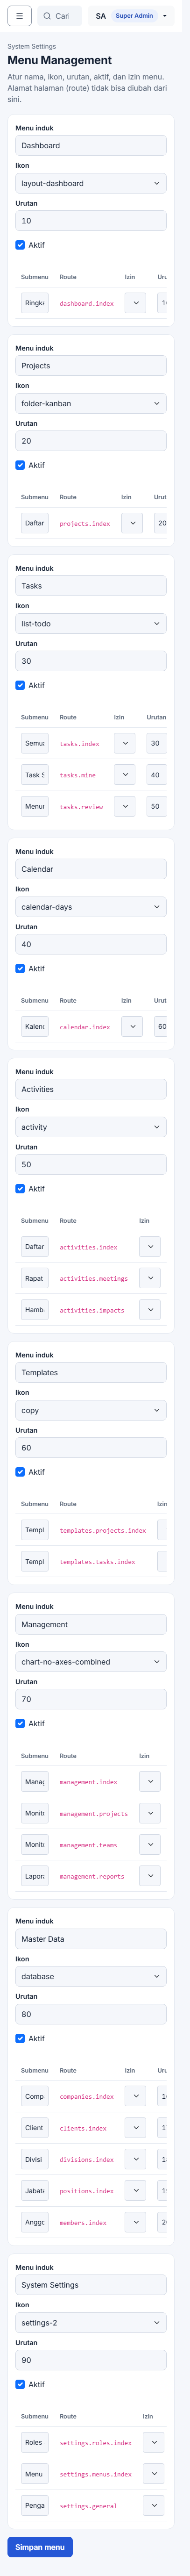 Cari
SA Super Admin
System Settings
Menu Management
Atur nama, ikon, urutan, aktif, dan izin menu.
Alamat halaman (route) tidak bisa diubah dari
sini.
Menu induk
Dashboard
Ikon
layout-dashboard
Urutan
10
Aktif
Submenu Route Izin
dashboard.index
Menu induk
Projects
Ikon
folder-kanban
Urutan
20
Aktif
Submenu Route Izin
Daftar projects.index 20
Menu induk
Tasks
Ikon
list-todo
Urutan
30
Aktif
Submenu Route Izin Urutan
tasks.index 30
tasks.mine 40
tasks.review 50
Menu induk
Calendar
Ikon
calendar-days
Urutan
40
Aktif
Submenu Route Izin
calendar.index 60
Menu induk
Activities
Ikon
activity
Urutan
50
Aktif
Submenu Route Izin
Daftar activities.index
Rapat activities.meetings
activities.impacts
Menu induk
Templates
Ikon
copy
Urutan
60
Aktif
Submenu Route Izin
templates.projects.index
templates.tasks.index
Menu induk
Management
Ikon
chart-no-axes-combined
Urutan
70
Aktif
Submenu Route Izin
management.index
management.projects
management.teams
management.reports
Menu induk
Master Data
Ikon
database
Urutan
80
Aktif
Submenu Route Izin
companies.index
Client clients.index
Divisi divisions.index
positions.index
members.index
Menu induk
System Settings
Ikon
settings-2
Urutan
90
Aktif
Submenu Route Izin
Roles settings.roles.index
Menu settings.menus.index
settings.general
Simpan menu